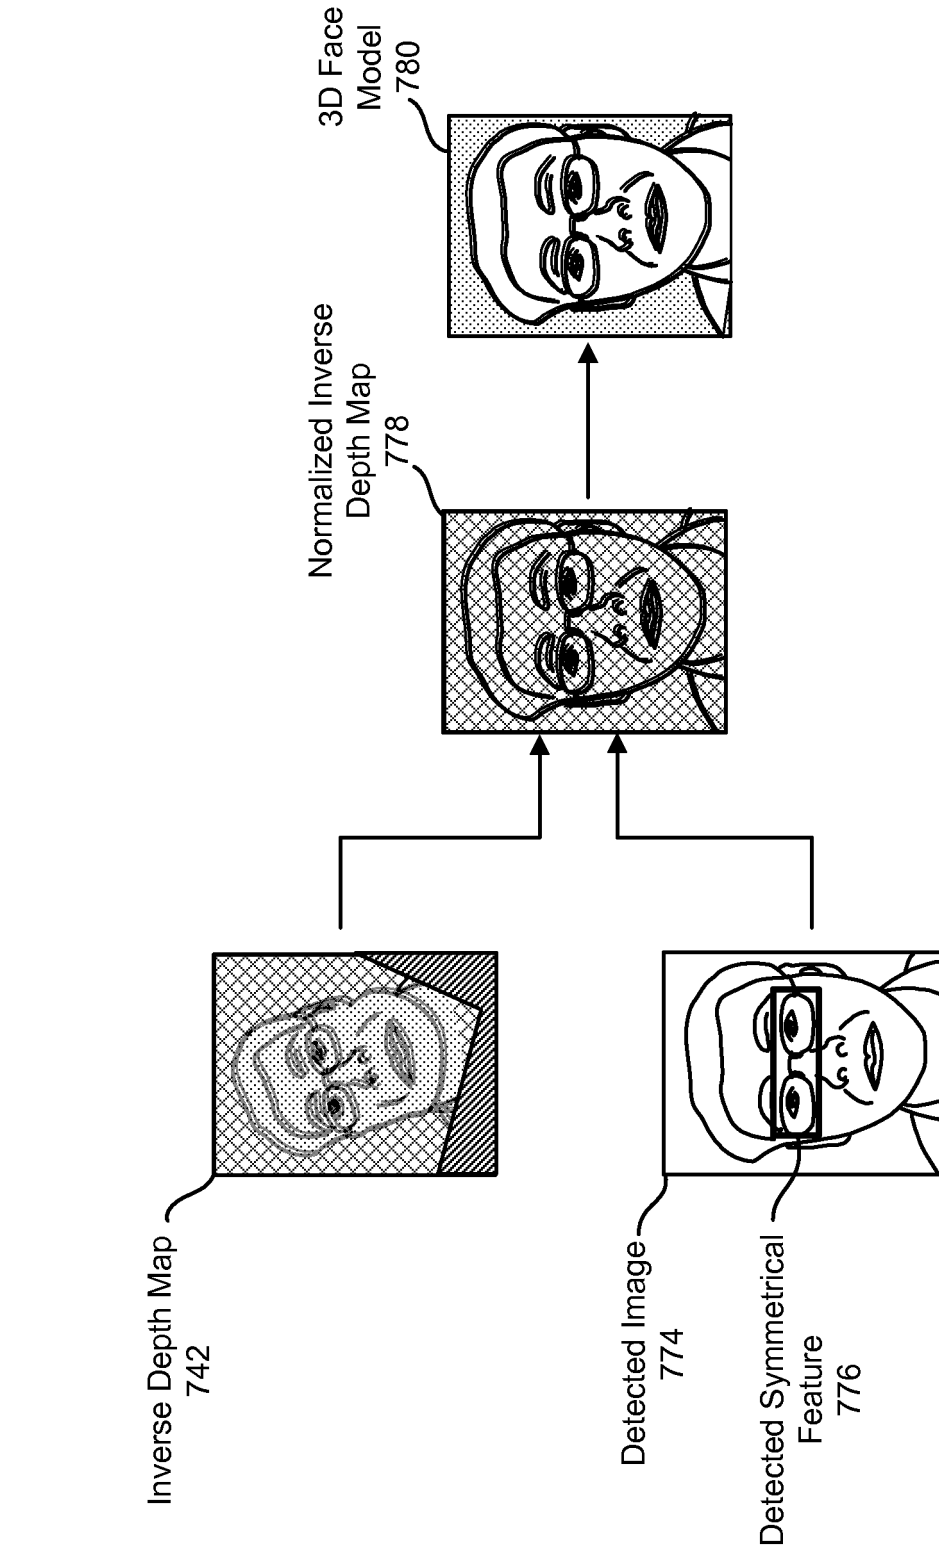 Inverse Depth Map
742
Detected Image
774
Detected Symmetrical
Feature
776
Normalized Inverse
Depth Map
778
3D Face
Model
780